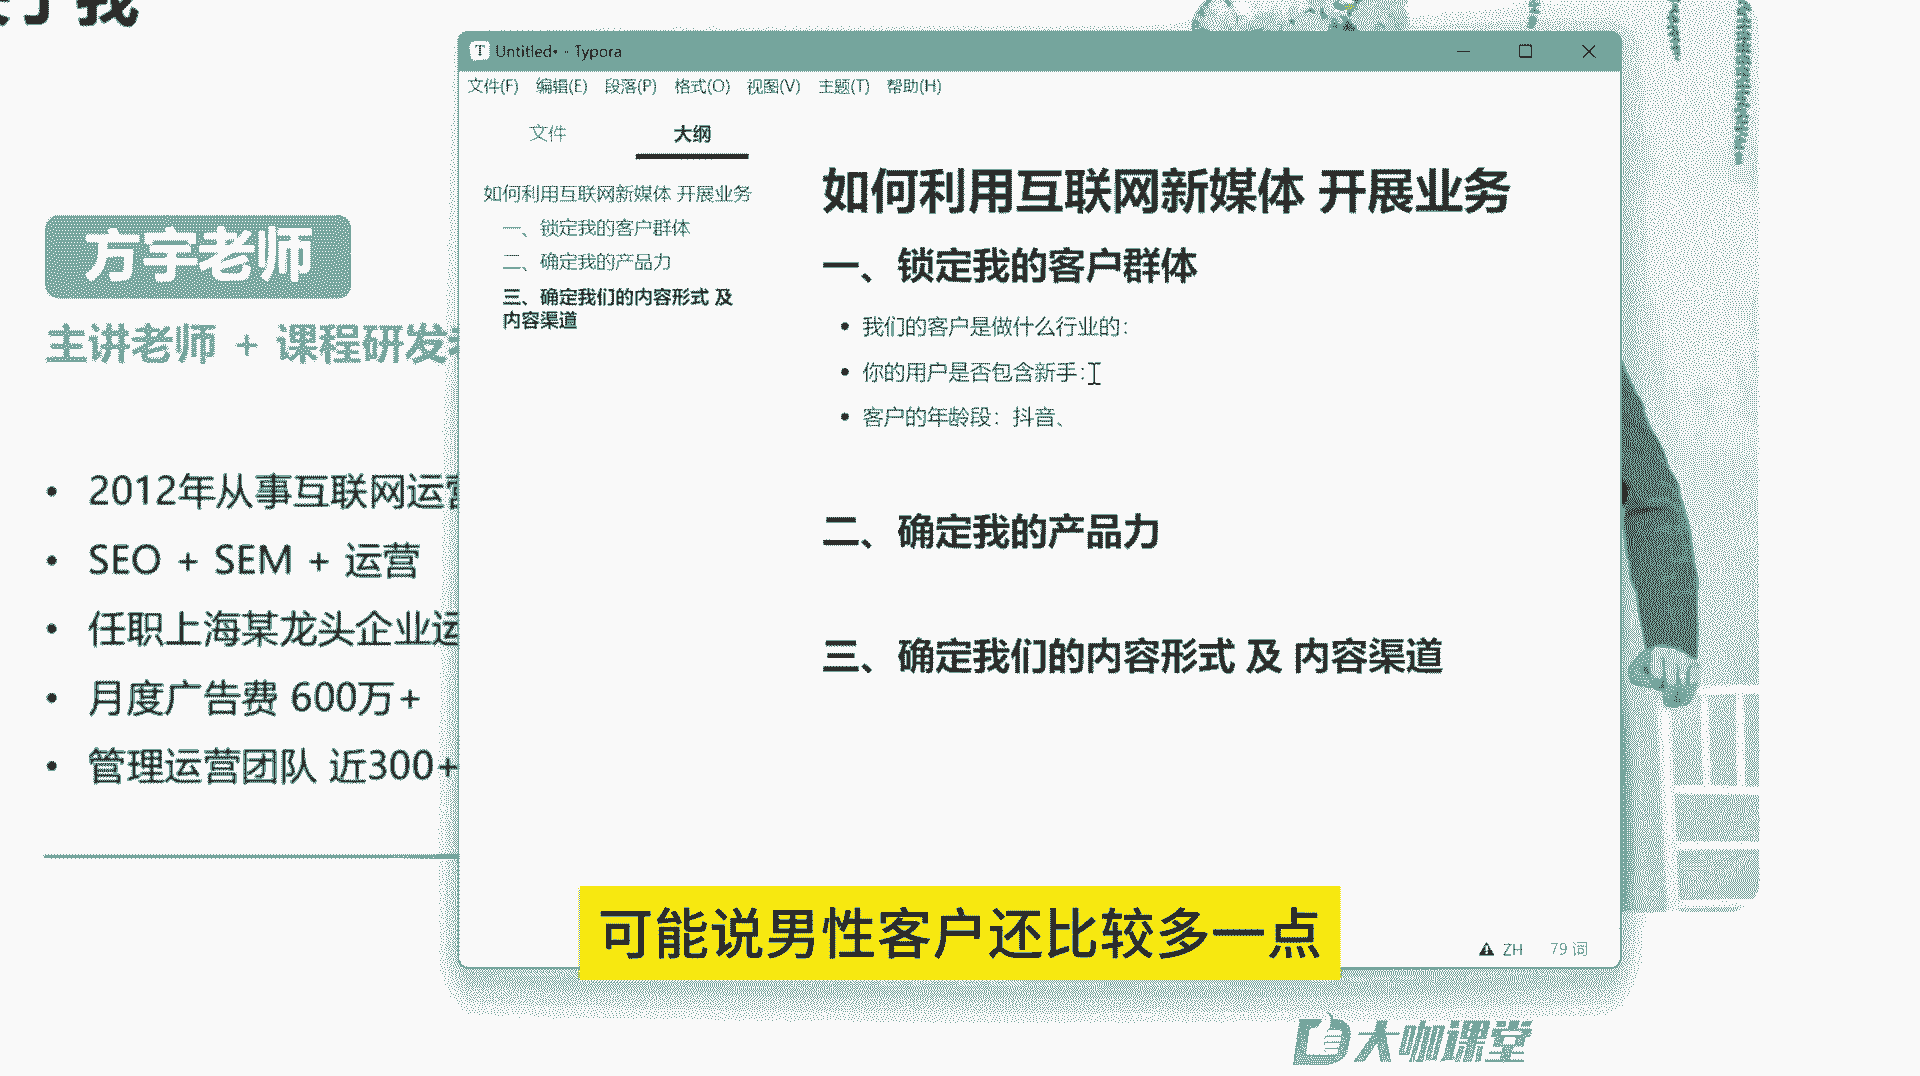 方宇老师
主讲老师 + 课程研发
2012年从事互联网运营
SEO + SEM + 运营
任职上海某龙头企业运
月度广告费 600万+
管理运营团队 近300+
Untitled• - Typora
文件(F) 编辑(E) 段落(P) 格式(O) 视图(V) 主题(T) 帮助(H)
文件 大纲
如何利用互联网新媒体 开展业务
一、锁定我的客户群体
二、确定我的产品力
三、确定我们的内容形式 及
内容渠道
如何利用互联网新媒体 开展业务
一、锁定我的客户群体
我们的客户是做什么行业的：
你的用户是否包含新手：
客户的年龄段：抖音、
二、确定我的产品力
三、确定我们的内容形式 及 内容渠道
可能说男性客户还比较多一点
ZH 79 词
大咖课堂